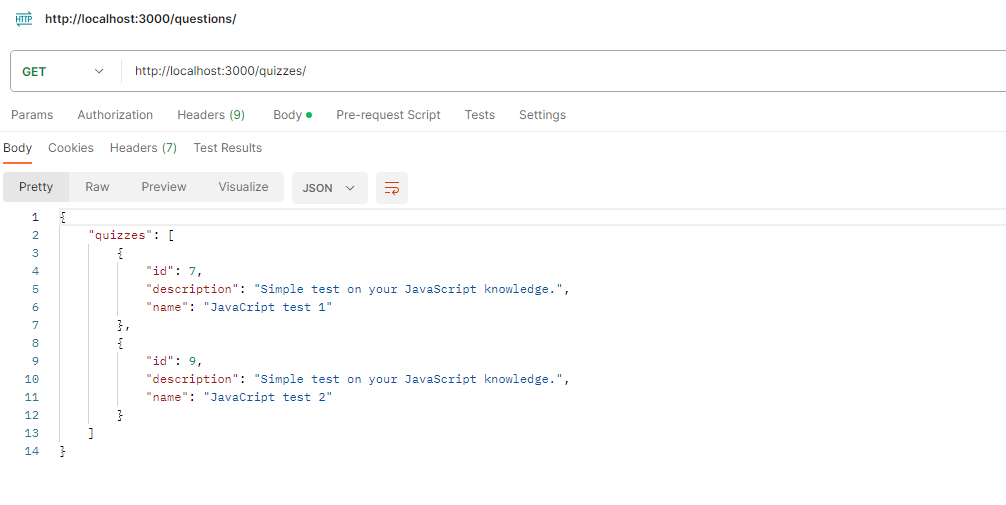 HTTP http://localhost:3000/questions/
GET http://localhost:3000/quizzes/
Params Authorization Headers (9) Body Pre-request Script Tests Settings
Body Cookies Headers (7) Test Results
Pretty Raw Preview Visualize JSON
1 {
2 "quizzes": [
3 {
4 "id": 7,
5 "description": "Simple test on your JavaScript knowledge.",
6 "name": "JavaCript test 1"
7 },
8 {
9 "id": 9,
10 "description": "Simple test on your JavaScript knowledge.",
11 "name": "JavaCript test 2"
12 }
13 ]
14 }